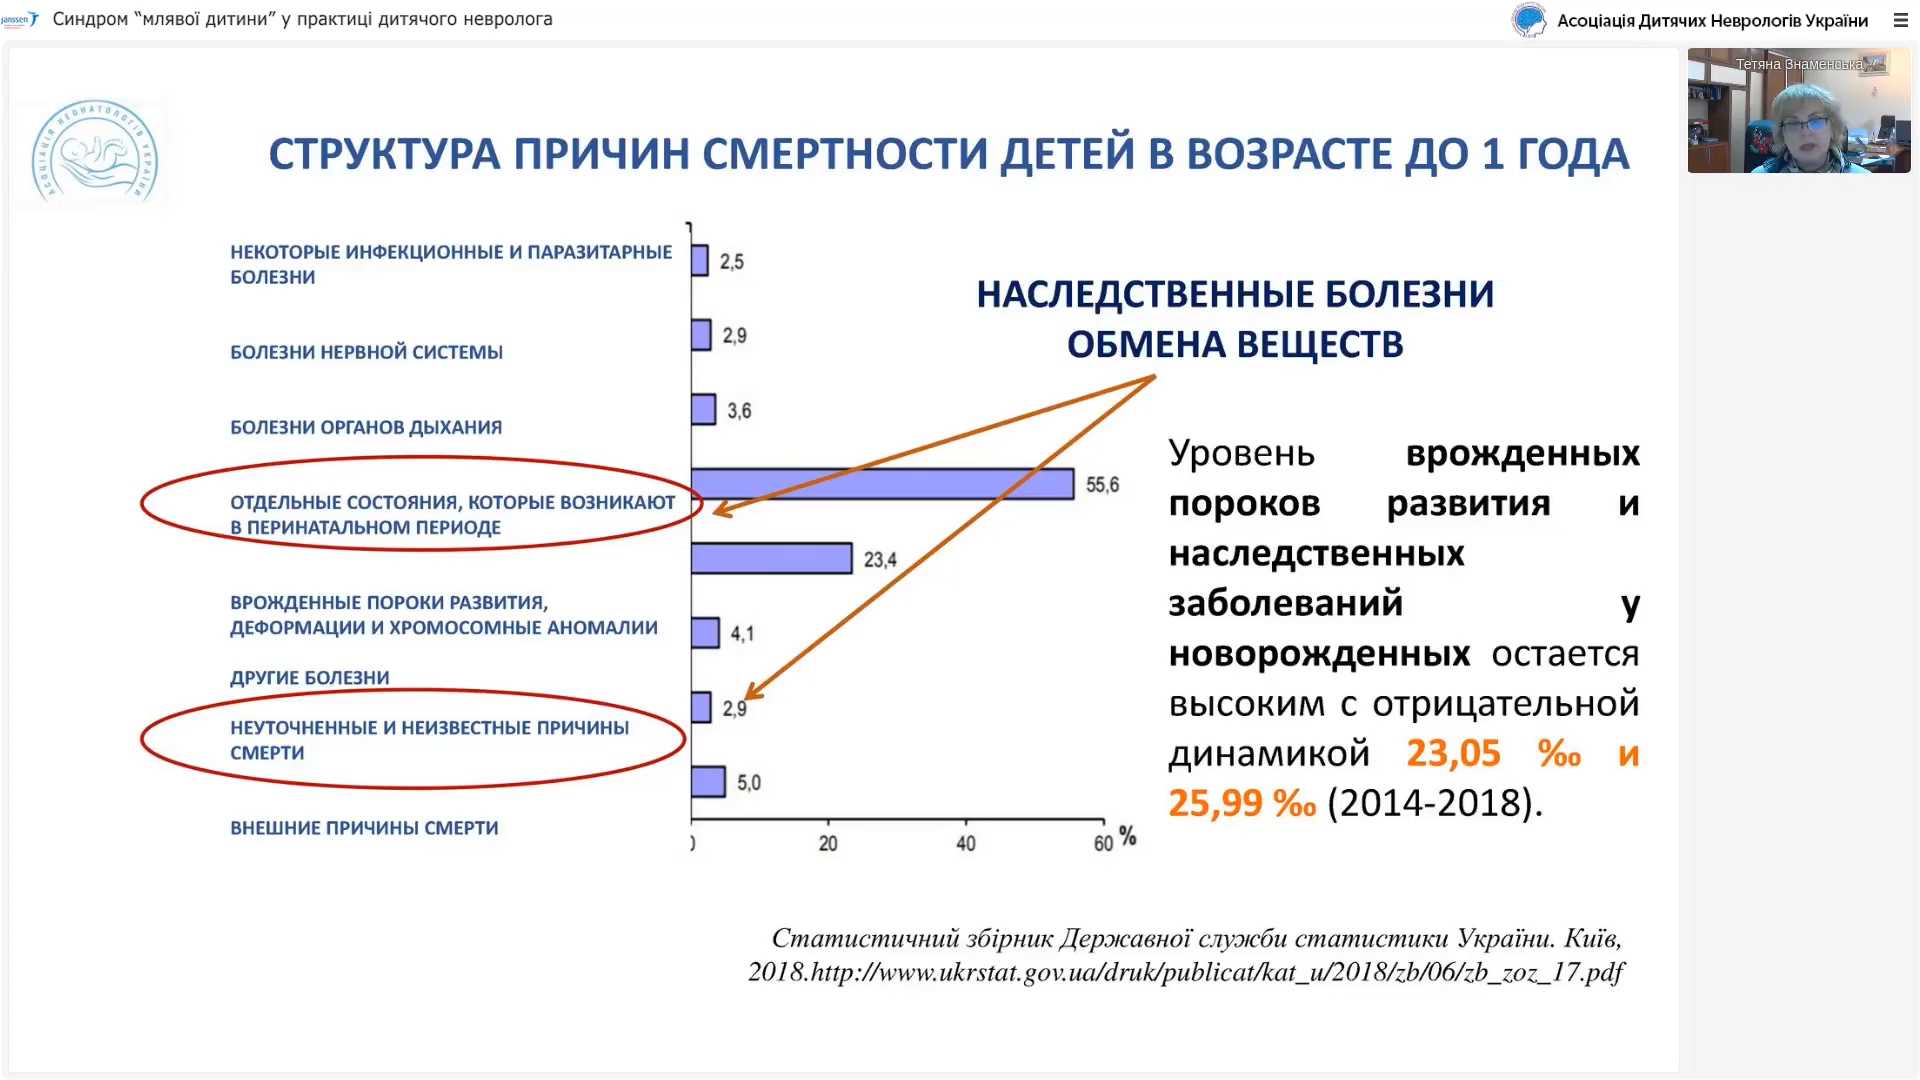 janssen
Синдром “млявої дитини” у практиці дитячого невролога
Асоціація Дитячих Неврологів України
Тетяна Знаменська
АСОЦІАЦІЯ НЕОНАТОЛОГІВ УКРАЇНИ
СТРУКТУРА ПРИЧИН СМЕРТНОСТИ ДЕТЕЙ В ВОЗРАСТЕ ДО 1 ГОДА
НЕКОТОРЫЕ ИНФЕКЦИОННЫЕ И ПАРАЗИТАРНЫЕ
БОЛЕЗНИ
2,5
БОЛЕЗНИ НЕРВНОЙ СИСТЕМЫ
2,9
БОЛЕЗНИ ОРГАНОВ ДЫХАНИЯ
3,6
ОТДЕЛЬНЫЕ СОСТОЯНИЯ, КОТОРЫЕ ВОЗНИКАЮТ
В ПЕРИНАТАЛЬНОМ ПЕРИОДЕ
55,6
ВРОЖДЕННЫЕ ПОРОКИ РАЗВИТИЯ,
ДЕФОРМАЦИИ И ХРОМОСОМНЫЕ АНОМАЛИИ
23,4
ДРУГИЕ БОЛЕЗНИ
4,1
НЕУТОЧНЕННЫЕ И НЕИЗВЕСТНЫЕ ПРИЧИНЫ
СМЕРТИ
2,9
ВНЕШНИЕ ПРИЧИНЫ СМЕРТИ
5,0
0 20 40 60 %
НАСЛЕДСТВЕННЫЕ БОЛЕЗНИ
ОБМЕНА ВЕЩЕСТВ
Уровень врожденных
пороков развития и
наследственных
заболеваний у
новорожденных остается
высоким с отрицательной
динамикой 23,05 ‰ и
25,99 ‰ (2014-2018).
Статистичний збірник Державної служби статистики України. Київ,
2018.http://www.ukrstat.gov.ua/druk/publicat/kat_u/2018/zb/06/zb_zoz_17.pdf